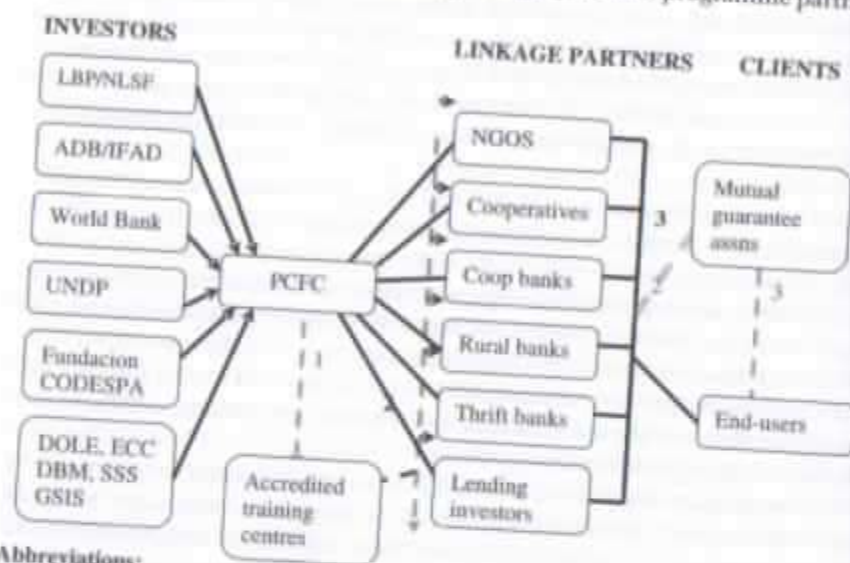 programme
INVESTORS
LINKAGE PARTNERS
CLIENTS
LBP/NLSF
ADB/IFAD
World Bank
UNDP
Fundacion
CODESPA
DOLE, ECC
DBM, SSS
GSIS
PCFC
1
Accredited
training
centres
NGOS
Cooperatives
Coop banks
Rural banks
Thrift banks
Lending
investors
3
2
Mutual
guarantee
assns
3
End-users
Abbreviations: